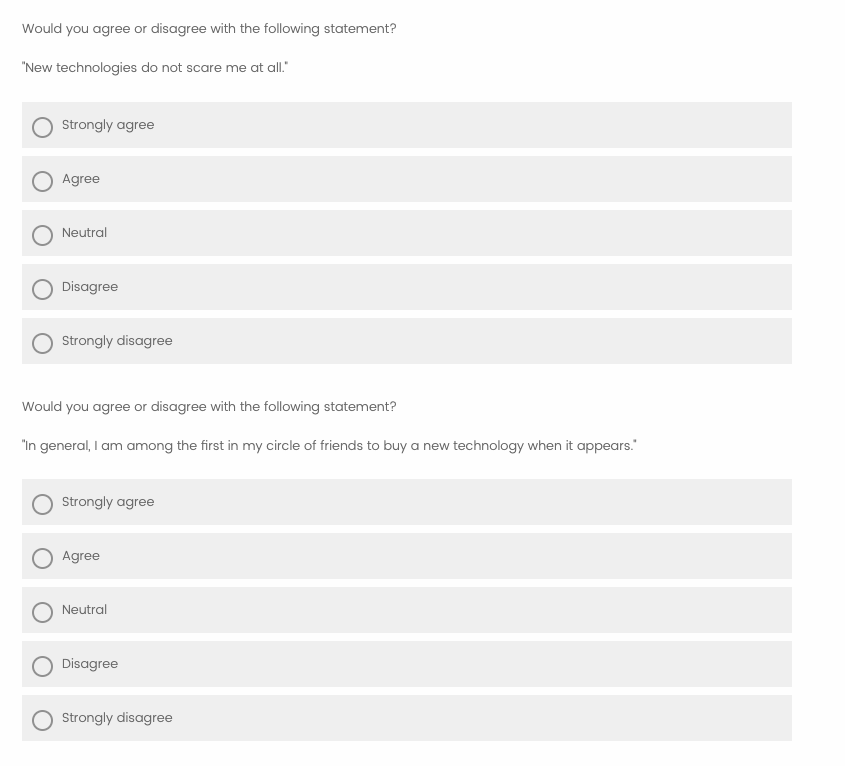 Would you agree or disagree with the following statement?
"New technologies do not scare me at all."
Strongly agree
Agree
Neutral
Disagree
Strongly disagree
Would you agree or disagree with the following statement?
"In general, I am among the first in my circle of friends to buy a new technology when it appears."
Strongly agree
Agree
Neutral
Disagree
Strongly disagree